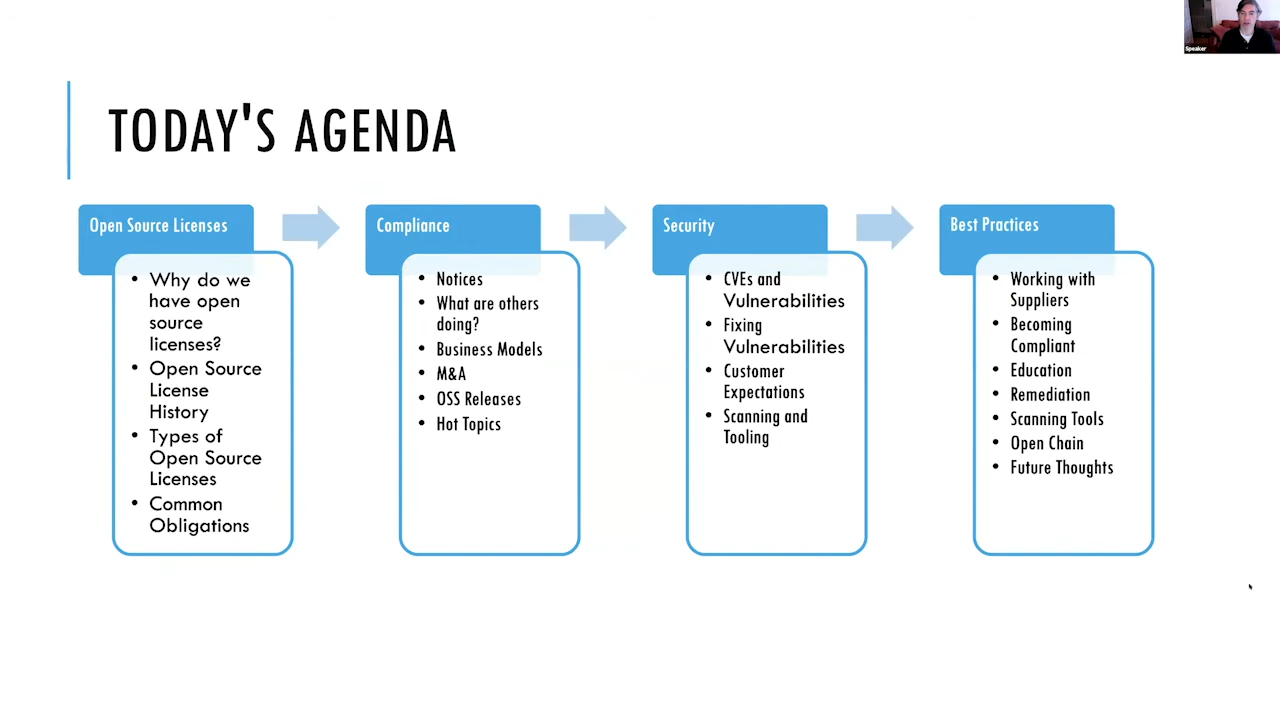 TODAY'S AGENDA
Open Source Licenses
• Why do we
have open
source
licenses?
• Open Source
License
History
• Types of
Open Source
Licenses
• Common
Obligations
Compliance
• Notices
• What are others
doing?
• Business Models
• M&A
• OSS Releases
• Hot Topics
Security
• CVEs and
Vulnerabilities
• Fixing
Vulnerabilities
• Customer
Expectations
• Scanning and
Tooling
Best Practices
• Working with
Suppliers
• Becoming
Compliant
• Education
• Remediation
• Scanning Tools
• Open Chain
• Future Thoughts
Speaker